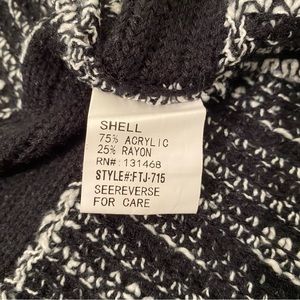 SHELL
75% ACRYLIC
25% RAYON
RN#:131468
STYLE#:FTJ-715
SEEREVERSE
FOR CARE